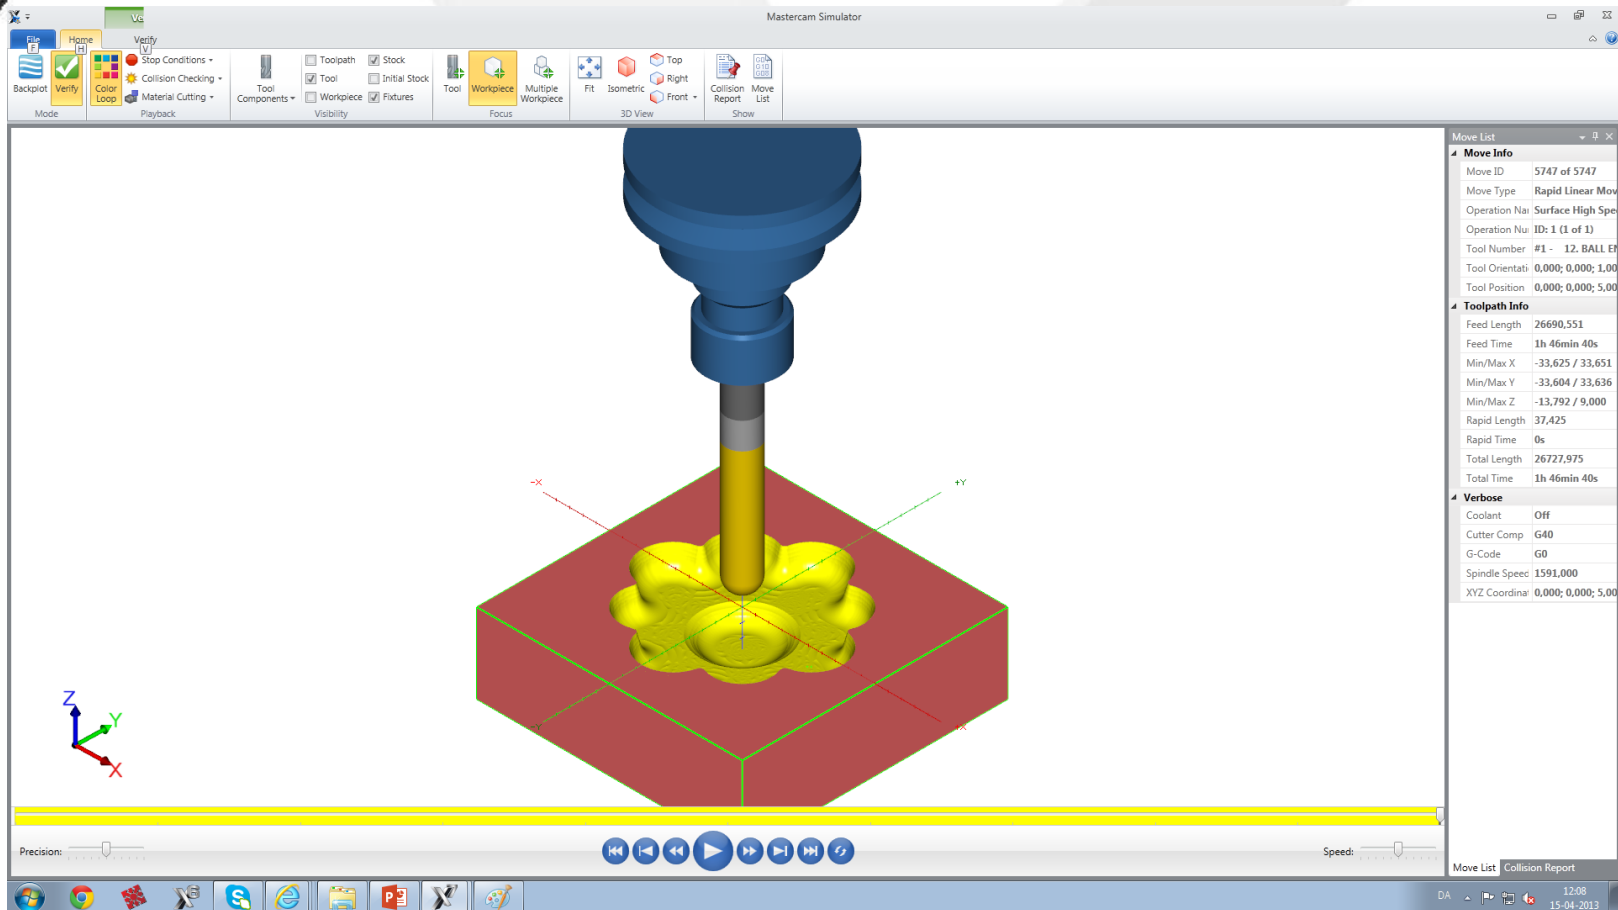 Ve
Mastercam Simulator
File
Home
Verify
F
H
V
Backplot
Verify
Mode
Color
Loop
Stop Conditions
Collision Checking
Material Cutting
Playback
Tool
Components
Toolpath
Tool
Workpiece
Stock
Initial Stock
Fixtures
Visibility
Tool
Workpiece
Multiple
Workpiece
Focus
Fit
Isometric
Top
Right
Front
3D View
Collision
Report
Move
List
Show
Move List
Move Info
Move ID 5747 of 5747
Move Type Rapid Linear Mov
Operation Nar Surface High Spe
Operation Nui ID: 1 (1 of 1)
Tool Number #1 - 12. BALL EN
Tool Orientati 0,000; 0,000; 1,00
Tool Position 0,000; 0,000; 5,00
Toolpath Info
Feed Length 26690,551
Feed Time 1h 46min 40s
Min/Max X -33,625 / 33,651
Min/Max Y -33,604 / 33,636
Min/Max Z -13,792 / 9,000
Rapid Length 37,425
Rapid Time 0s
Total Length 26727,975
Total Time 1h 46min 40s
Verbose
Coolant Off
Cutter Comp G40
G-Code G0
Spindle Speed 1591,000
XYZ Coordinat 0,000; 0,000; 5,00
-X
+Y
-Y
+X
Z
Y
X
Precision:
Speed:
Move List
Collision Report
DA
12:08
15-04-2013